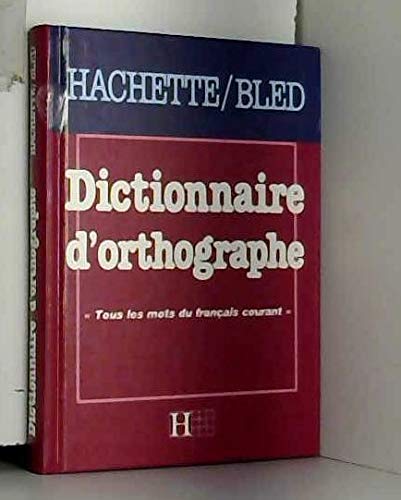 HACHETTE/BLED
Dictionnaire
d'orthographe
« Tous les mots du français courant »
H